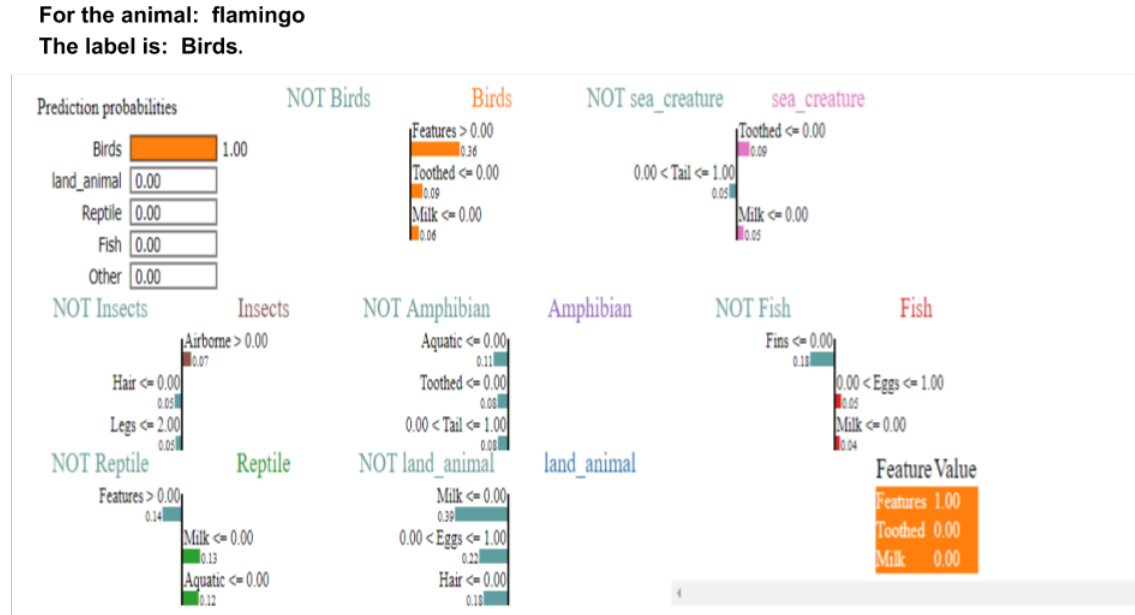 For the animal: flamingo
The label is: Birds.
Prediction probabilities
Birds 1.00
land_animal 0.00
Reptile 0.00
Fish 0.00
Other 0.00
NOT Birds Birds
Features > 0.00
0.36
Toothed <= 0.00
0.09
Milk <= 0.00
0.06
NOT sea_creature sea_creature
Toothed <= 0.00
0.09
0.00 < Tail <= 1.00
0.05
Milk <= 0.00
0.05
NOT Insects Insects
Airborne > 0.00
0.07
Hair <= 0.00
0.05
Legs <= 2.00
0.05
NOT Amphibian Amphibian
Aquatic <= 0.00
0.11
Toothed <= 0.00
0.08
0.00 < Tail <= 1.00
0.08
NOT Fish Fish
Fins <= 0.00
0.18
0.00 < Eggs <= 1.00
0.05
Milk <= 0.00
0.04
NOT Reptile Reptile
Features > 0.00
0.14
Milk <= 0.00
0.13
Aquatic <= 0.00
0.12
NOT land_animal land_animal
Milk <= 0.00
0.39
0.00 < Eggs <= 1.00
0.22
Hair <= 0.00
0.18
Feature Value
Features 1.00
Toothed 0.00
Milk 0.00